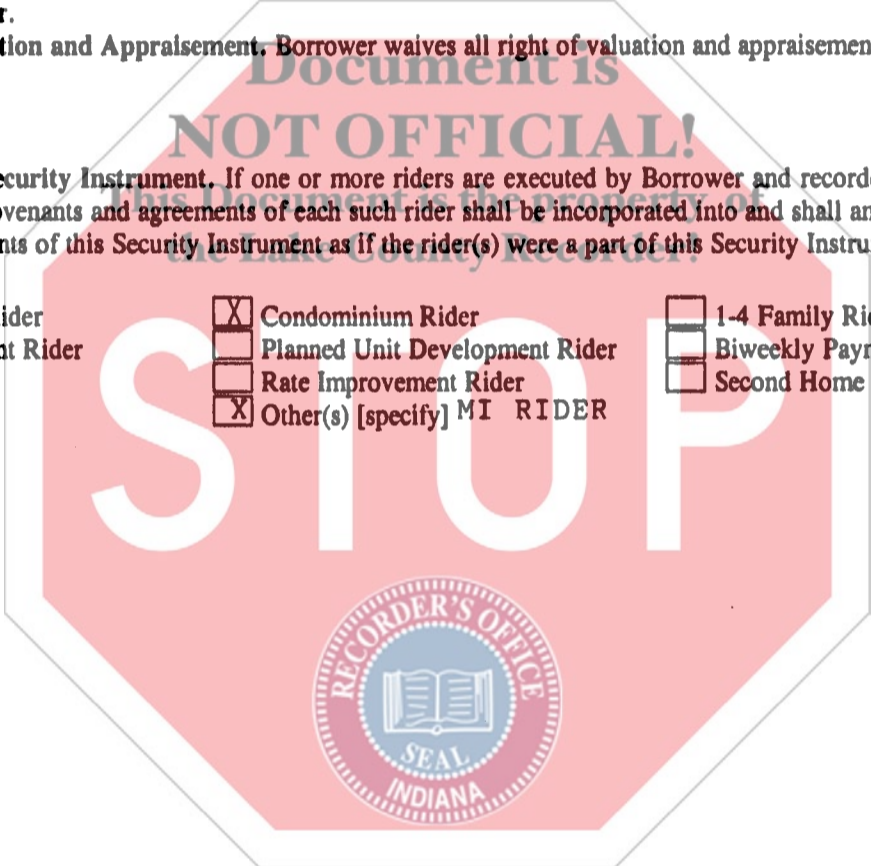 r.
tion and Appraisement. Borrower waives all right of valuation and appraisemen
Document is
NOT OFFICIAL!
ecurity Instrument. If one or more riders are executed by Borrower and recorde
This Document is the property of
venants and agreements of each such rider shall be incorporated into and shall an
the Lake County Recorder!
nts of this Security Instrument as if the rider(s) were a part of this Security Instru
ider X Condominium Rider 1-4 Family Ri
nt Rider Planned Unit Development Rider Biweekly Payn
Rate Improvement Rider Second Home
X Other(s) [specify] MI RIDER
STOP
RECORDER'S OFFICE
SEAL
INDIANA